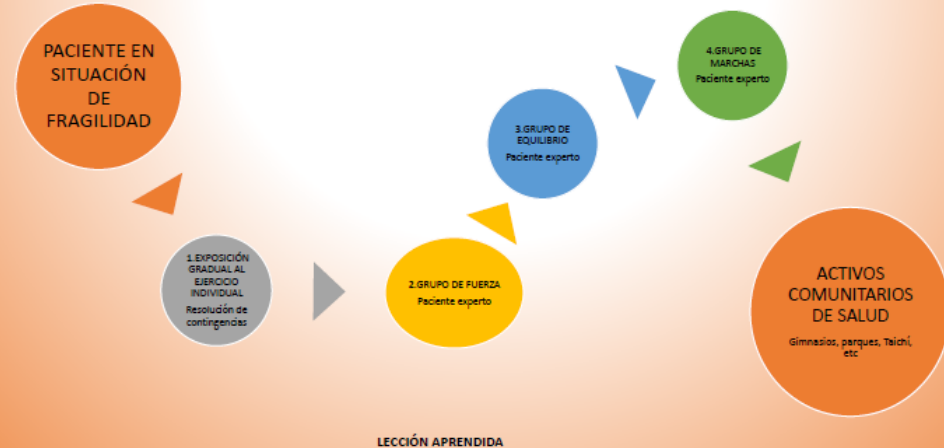 PACIENTE EN
SITUACIÓN
DE
FRAGILIDAD
1.EXPOSICIÓN
GRADUAL AL
EJERCICIO
INDIVIDUAL
Resolución de
contingencias
2.GRUPO DE FUERZA
Paciente experto
3.GRUPO DE
EQUILIBRIO
Paciente experto
4.GRUPO DE
MARCHAS
Paciente experto
ACTIVOS
COMUNITARIOS
DE SALUD
Gimnasios, parques, Taichí,
etc
LECCIÓN APRENDIDA